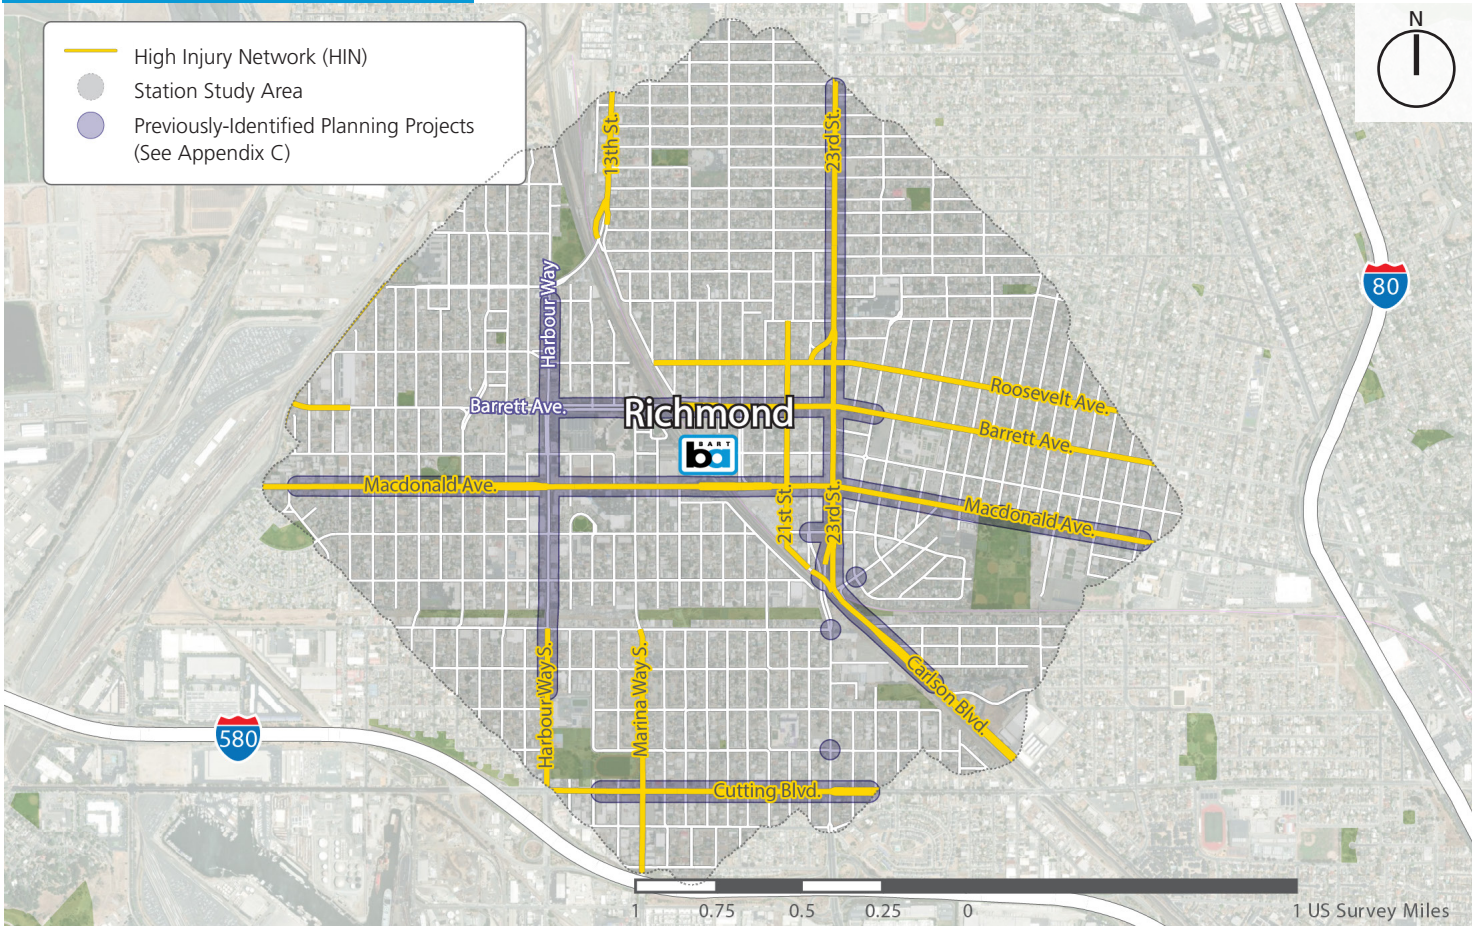 High Injury Network (HIN)
Station Study Area
Previously-Identified Planning Projects
(See Appendix C)
N
13th St.
23rd St.
80
Harbour Way
Roosevelt Ave.
Barrett Ave.
Richmond
Barrett Ave.
BART
ba
Macdonald Ave.
21st St.
23rd St.
Macdonald Ave.
Harbour Way S.
Marina Way S.
Carlson Blvd.
580
Cutting Blvd.
1 0.75 0.5 0.25 0 1 US Survey Miles